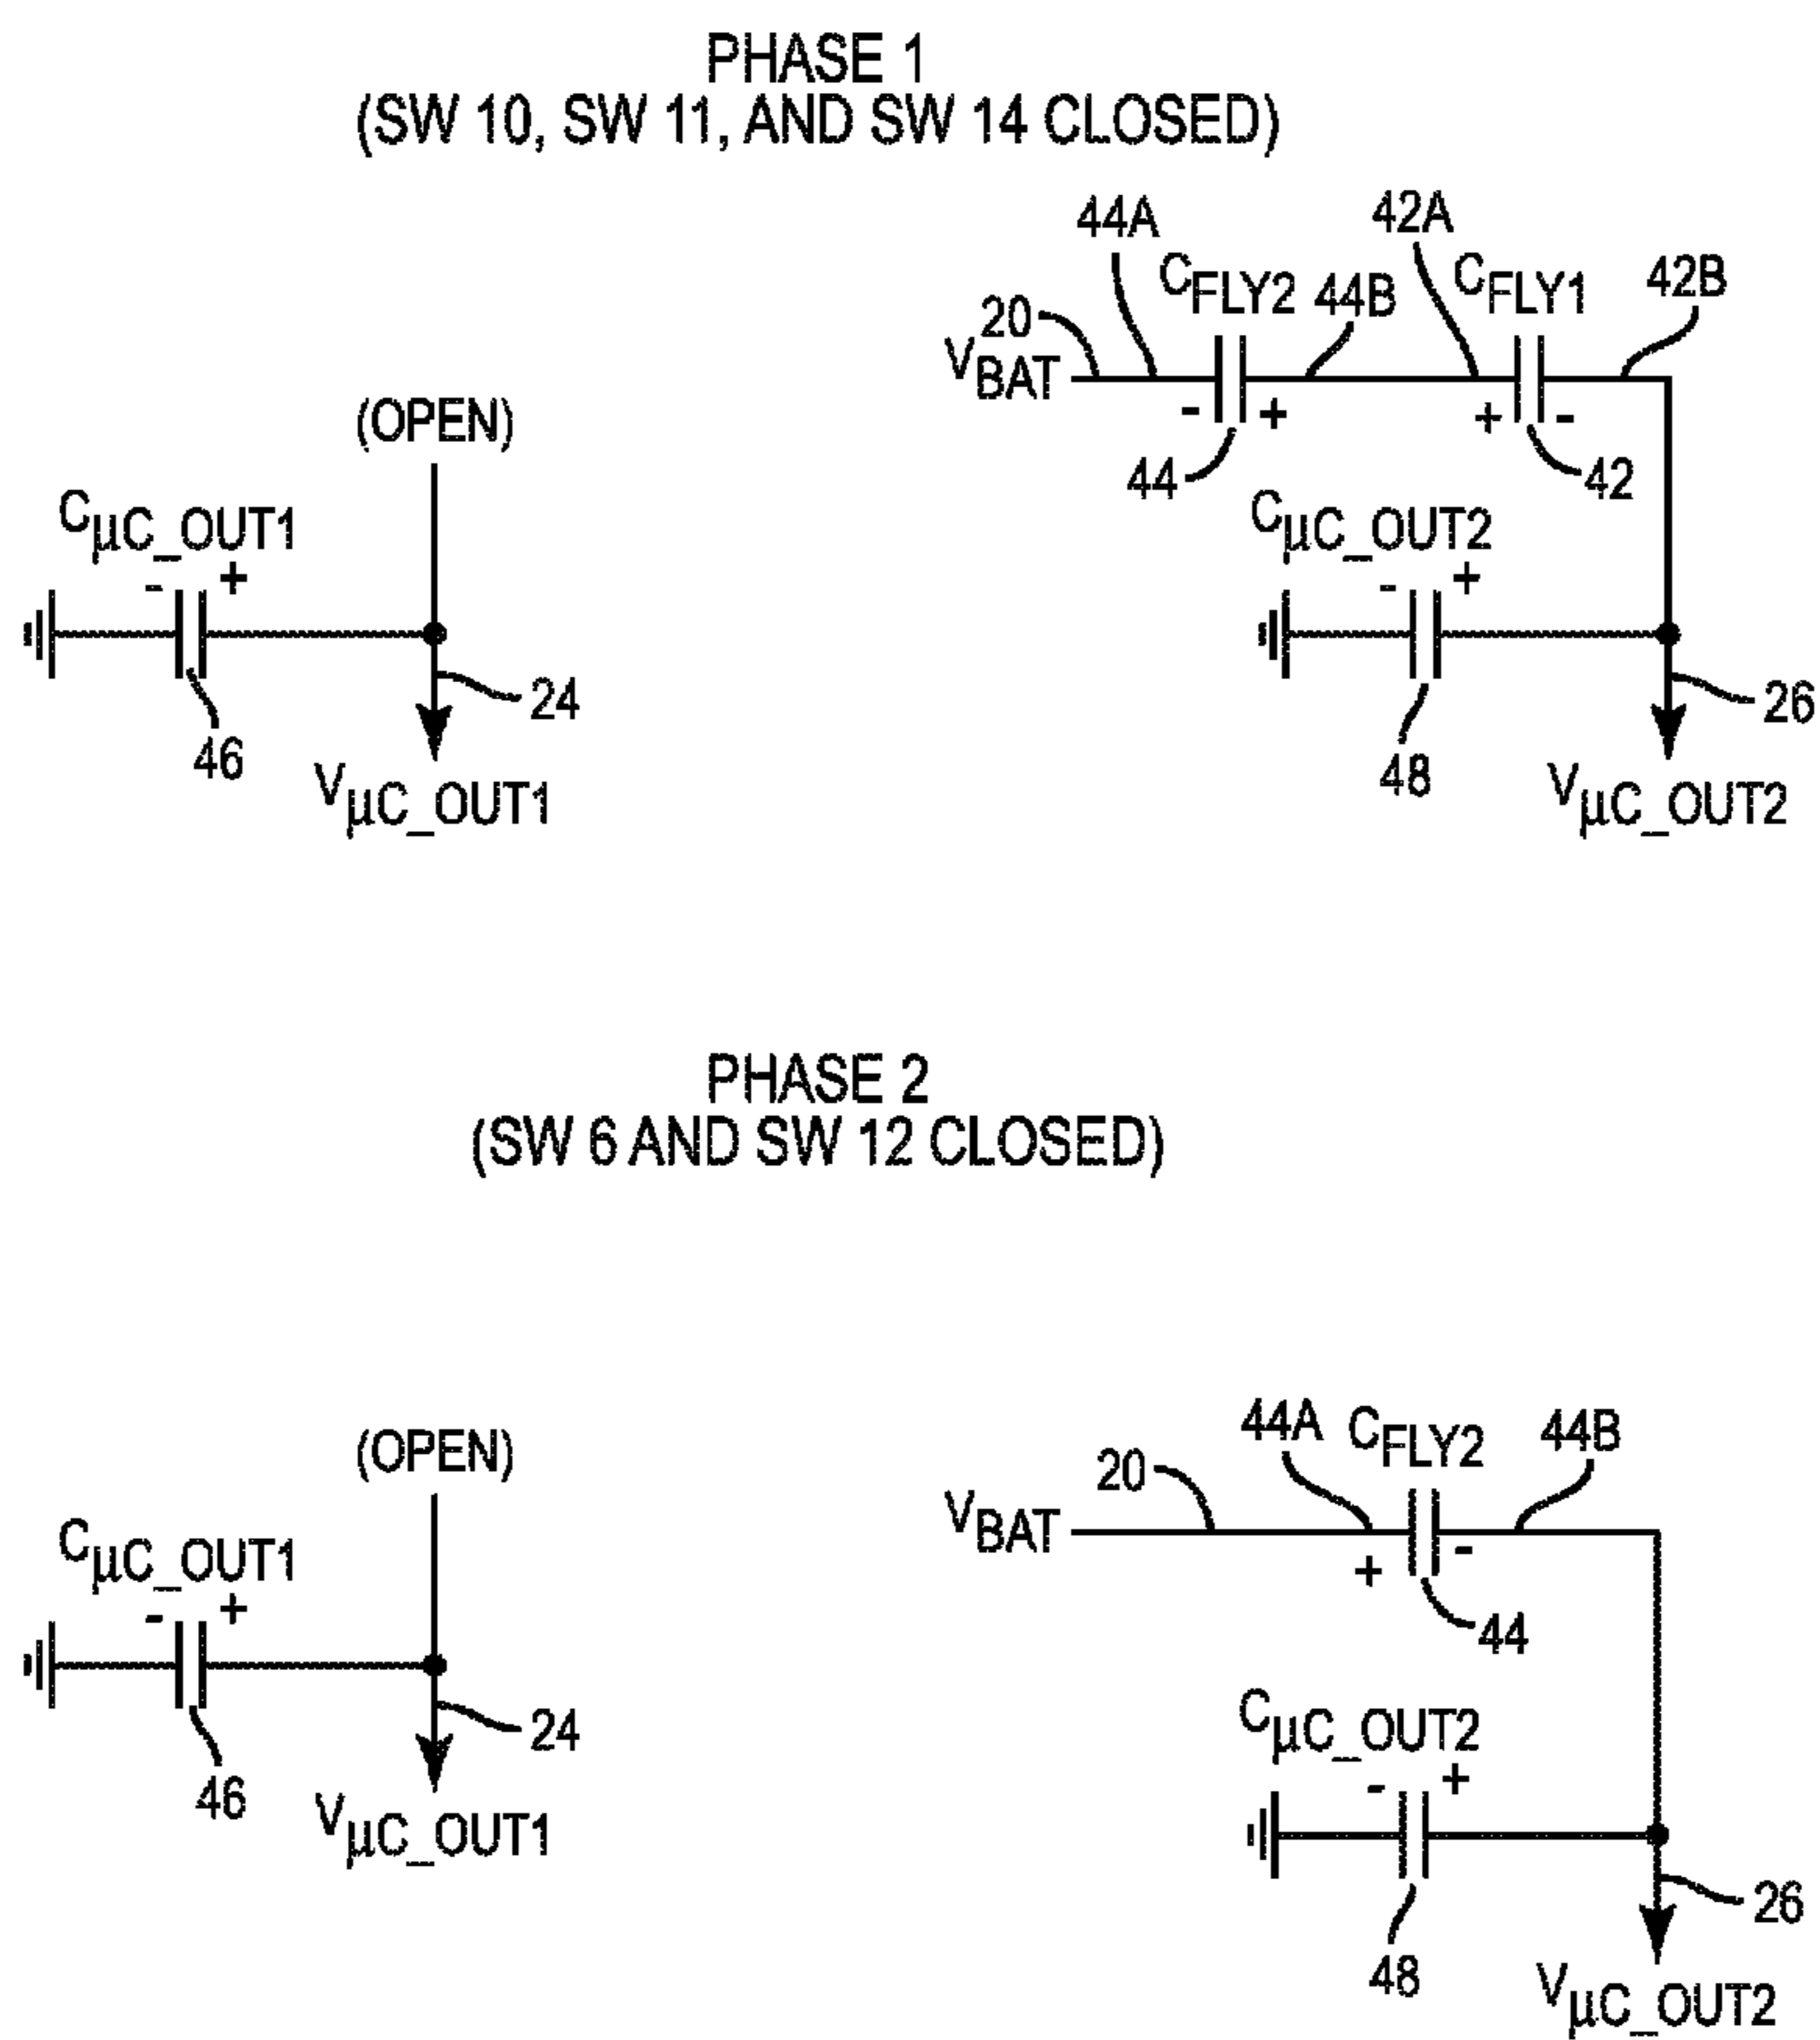 PHASE 1
(SW 10, SW 11, AND SW 14 CLOSED)
44A
42A
CFLY2
44B
CFLY1
42B
20
VBAT
- +
+ -
44
42
(OPEN)
CµC_OUT1
- +
24
46
VµC_OUT1
CµC_OUT2
- +
26
48
VµC_OUT2
PHASE 2
(SW 6 AND SW 12 CLOSED)
44A
CFLY2
44B
20
VBAT
+ -
44
(OPEN)
CµC_OUT1
- +
24
46
VµC_OUT1
CµC_OUT2
- +
26
48
VµC_OUT2